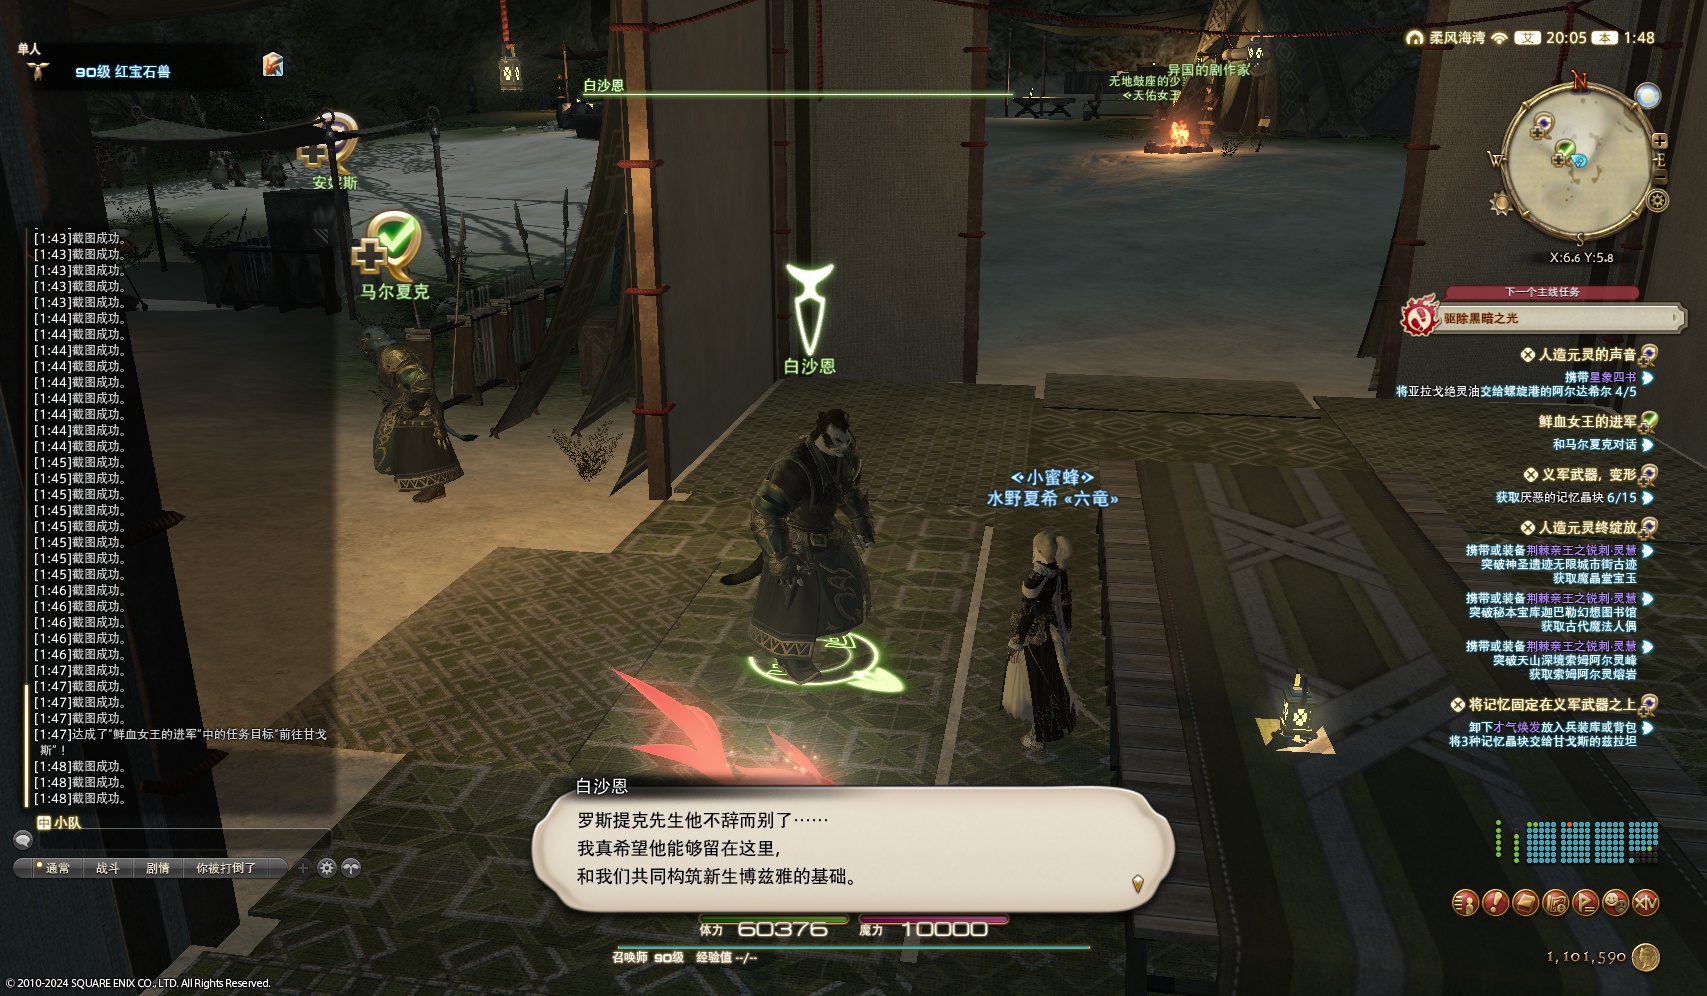 单人
90级 红宝石兽
白沙恩
异国的剧作家
无地鼓座的少
天佑女王
柔风海湾 艾 20:05 本 1:48
N
W
E
S
X:6.6 Y:5.8
安妮斯
马尔夏克
白沙恩
小蜜蜂
水野夏希 «六竜»
下一个主线任务
驱除黑暗之光
人造元灵的声音
携带星象四书
将亚拉戈绝灵油交给螺旋港的阿尔达希尔 4/5
鲜血女王的进军
和马尔夏克对话
义军武器，变形
获取厌恶的记忆晶块 6/15
人造元灵终绽放
携带或装备荆棘亲王之锐刺·灵慧
突破神圣遗迹无限城市街古迹
获取魔晶堂宝玉
携带或装备荆棘亲王之锐刺·灵慧
突破秘本宝库迦巴勒幻想图书馆
获取古代魔法人偶
携带或装备荆棘亲王之锐刺·灵慧
突破天山深境索姆阿尔灵峰
获取索姆阿尔灵熔岩
将记忆固定在义军武器之上
卸下才气焕发放入兵装库或背包
将3种记忆晶块交给甘戈斯的兹拉坦
[1:43]截图成功。
[1:43]截图成功。
[1:43]截图成功。
[1:43]截图成功。
[1:43]截图成功。
[1:44]截图成功。
[1:44]截图成功。
[1:44]截图成功。
[1:44]截图成功。
[1:44]截图成功。
[1:44]截图成功。
[1:44]截图成功。
[1:44]截图成功。
[1:44]截图成功。
[1:45]截图成功。
[1:45]截图成功。
[1:45]截图成功。
[1:45]截图成功。
[1:45]截图成功。
[1:45]截图成功。
[1:45]截图成功。
[1:45]截图成功。
[1:46]截图成功。
[1:46]截图成功。
[1:46]截图成功。
[1:46]截图成功。
[1:46]截图成功。
[1:47]截图成功。
[1:47]截图成功。
[1:47]截图成功。
[1:47]截图成功。
[1:47]达成了“鲜血女王的进军”中的任务目标“前往甘戈
斯”！
[1:48]截图成功。
[1:48]截图成功。
[1:48]截图成功。
小队
通常 战斗 剧情 你被打倒了
白沙恩
罗斯提克先生他不辞而别了……
我真希望他能够留在这里，
和我们共同构筑新生博兹雅的基础。
体力 60376 魔力 10000
召唤师 90级 经验值 --/--
XIV
1,101,590
© 2010-2024 SQUARE ENIX CO., LTD. All Rights Reserved.